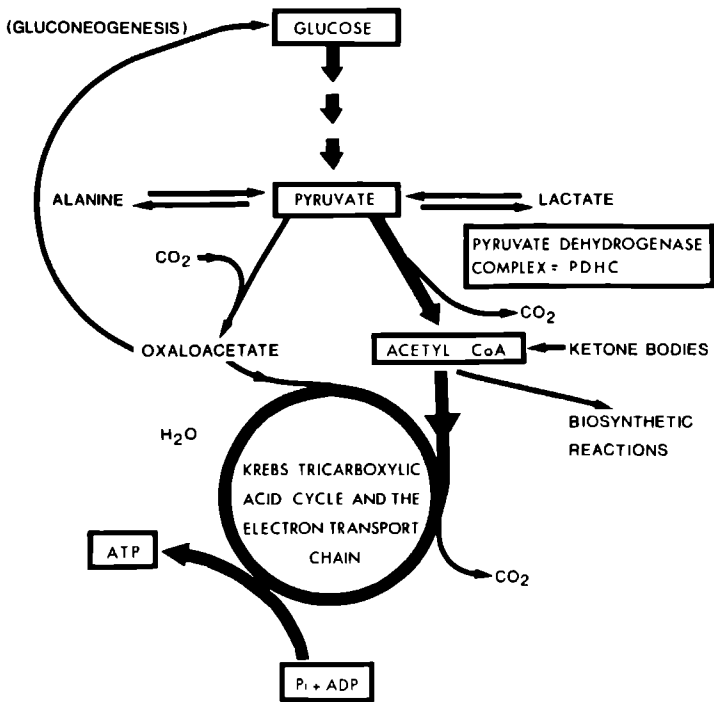 (GLUCONEOGENESIS)
GLUCOSE
ALANINE
PYRUVATE
LACTATE
PYRUVATE DEHYDROGENASE
COMPLEX = PDHC
CO2
CO2
OXALOACETATE
ACETYL CoA
KETONE BODIES
BIOSYNTHETIC
REACTIONS
H2O
KREBS TRICARBOXYLIC
ACID CYCLE AND THE
ELECTRON TRANSPORT
CHAIN
ATP
CO2
Pi + ADP